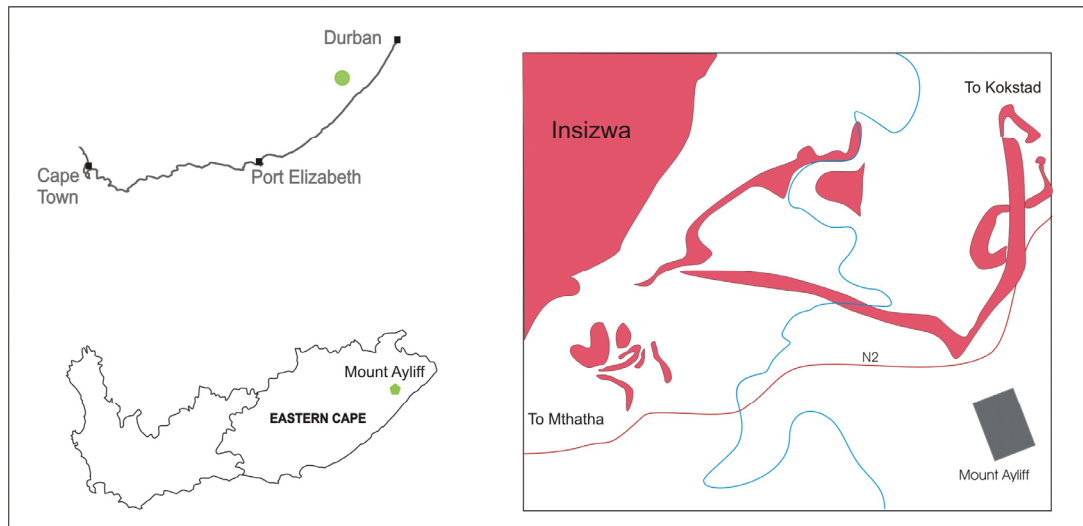 Durban
Cape
Town
Port Elizabeth
Mount Ayliff
EASTERN CAPE
To Kokstad
Insizwa
N2
To Mthatha
Mount Ayliff